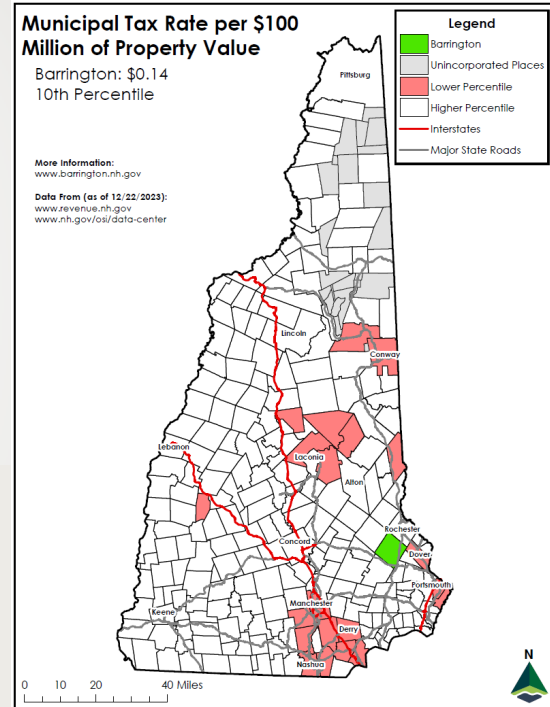 Municipal Tax Rate per $100
Million of Property Value
Barrington: $0.14
10th Percentile
More Information:
www.barrington.nh.gov
Data From (as of 12/22/2023):
www.revenue.nh.gov
www.nh.gov/osi/data-center
Legend
Barrington
Unincorporated Places
Lower Percentile
Higher Percentile
Interstates
Major State Roads
Pittsburg
Lincoln
Conway
Lebanon
Laconia
Alton
Rochester
Concord
Dover
Portsmouth
Manchester
Keene
Derry
Nashua
N
0 10 20 40 Miles